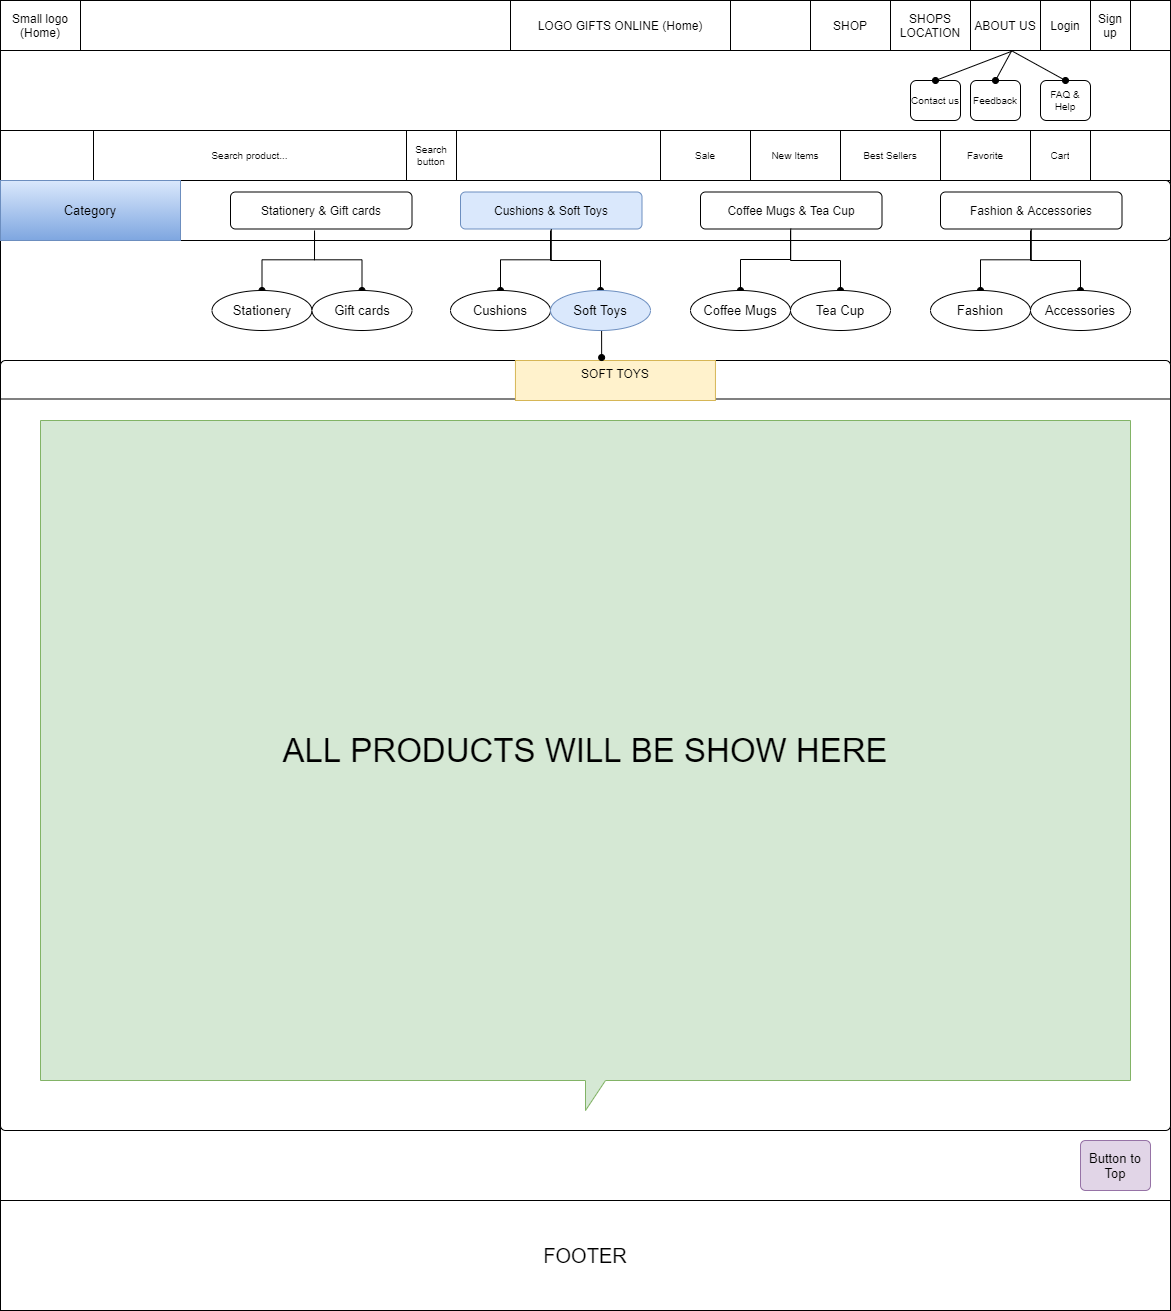 Small logo
(Home)
LOGO GIFTS ONLINE (Home)
SHOP
SHOPS
LOCATION
ABOUT US
Login
Sign
up
Contact us
Feedback
FAQ &
Help
Search product...
Search
button
Sale
New Items
Best Sellers
Favorite
Cart
Category
Stationery & Gift cards
Cushions & Soft Toys
Coffee Mugs & Tea Cup
Fashion & Accessories
Stationery
Gift cards
Cushions
Soft Toys
Coffee Mugs
Tea Cup
Fashion
Accessories
SOFT TOYS
ALL PRODUCTS WILL BE SHOW HERE
Button to
Top
FOOTER